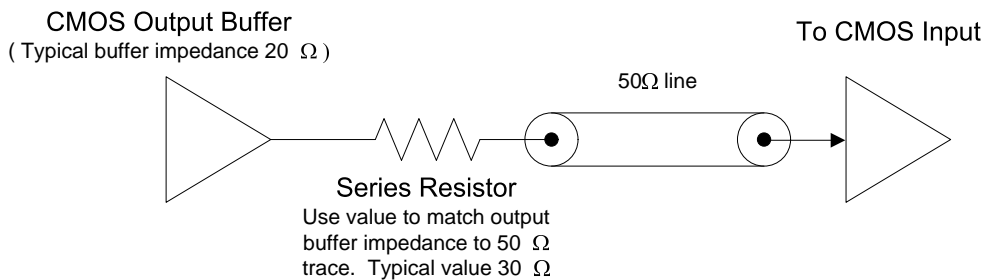 CMOS Output Buffer
( Typical buffer impedance 20 Ω )
To CMOS Input
50Ω line
Series Resistor
Use value to match output
buffer impedance to 50 Ω
trace. Typical value 30 Ω